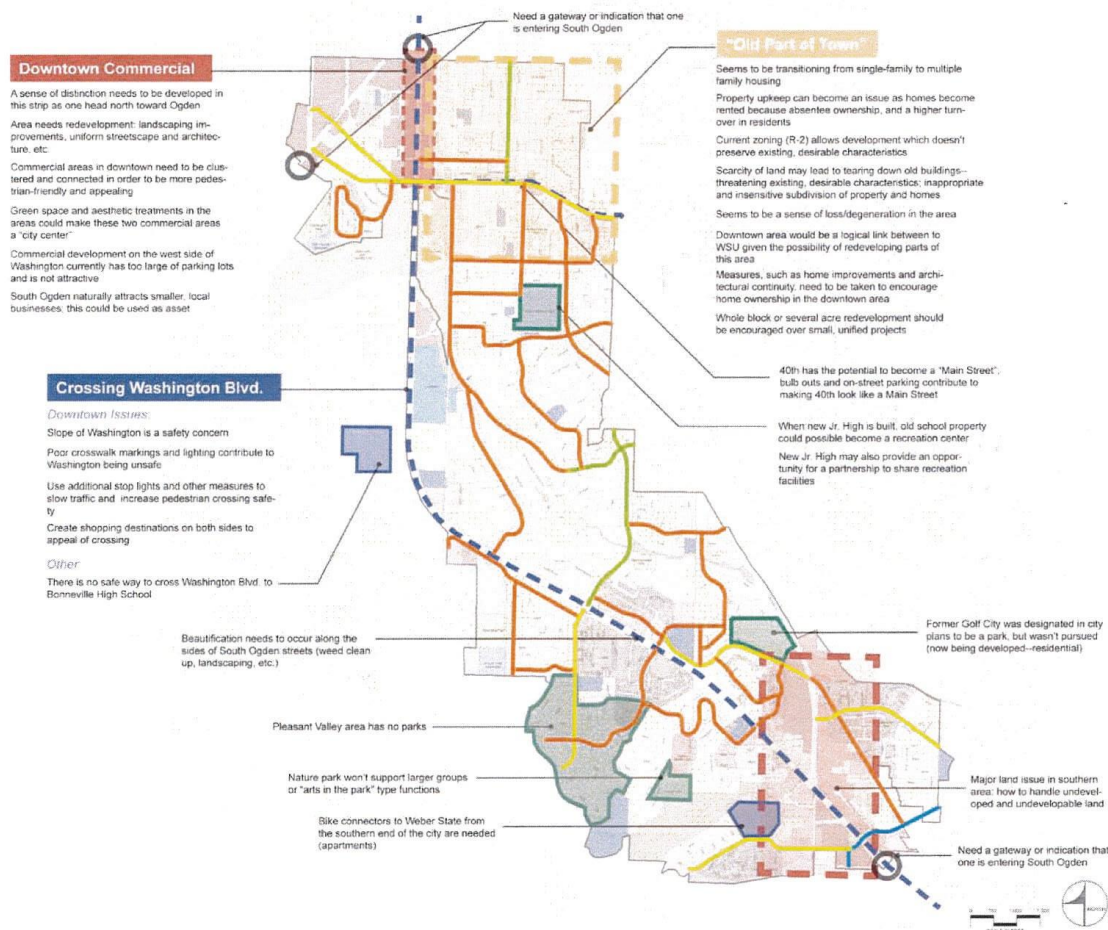 Need a gateway or indication that one
is entering South Ogden
Downtown Commercial
A sense of distinction needs to be developed in
this strip as one head north toward Ogden
Area needs redevelopment: landscaping im-
provements, uniform streetscape and architec-
ture, etc.
Commercial areas in downtown need to be clus-
tered and connected in order to be more pedes-
trian-friendly and appealing
Green space and aesthetic treatments in the
areas could make these two commercial areas
a "city center"
Commercial development on the west side of
Washington currently has too large of parking lots
and is not attractive
South Ogden naturally attracts smaller, local
businesses; this could be used as asset
"Old Part of Town"
Seems to be transitioning from single-family to multiple
family housing
Property upkeep can become an issue as homes become
rented because absentee ownership, and a higher turn-
over in residents
Current zoning (R-2) allows development which doesn't
preserve existing, desirable characteristics
Scarcity of land may lead to tearing down old buildings--
threatening existing, desirable characteristics; inappropriate
and insensitive subdivision of property and homes
Seems to be a sense of loss/degeneration in the area
Downtown area would be a logical link between to
WSU given the possibility of redeveloping parts of
this area
Measures, such as home improvements and archi-
tectural continuity, need to be taken to encourage
home ownership in the downtown area
Whole block or several acre redevelopment should
be encouraged over small, unified projects
40th has the potential to become a "Main Street",
bulb outs and on-street parking contribute to
making 40th look like a Main Street
When new Jr. High is built, old school property
could possible become a recreation center
New Jr. High may also provide an oppor-
tunity for a partnership to share recreation
facilities
Crossing Washington Blvd.
Downtown Issues:
Slope of Washington is a safety concern
Poor crosswalk markings and lighting contribute to
Washington being unsafe
Use additional stop lights and other measures to
slow traffic and increase pedestrian crossing safe-
ty
Create shopping destinations on both sides to
appeal of crossing
Other
There is no safe way to cross Washington Blvd. to
Bonneville High School
Beautification needs to occur along the
sides of South Ogden streets (weed clean
up, landscaping, etc.)
Former Golf City was designated in city
plans to be a park, but wasn't pursued
(now being developed--residential)
Pleasant Valley area has no parks
Nature park won't support larger groups
or "arts in the park" type functions
Bike connectors to Weber State from
the southern end of the city are needed
(apartments)
Major land issue in southern
area: how to handle undevel-
oped and undevelopable land
Need a gateway or indication that
one is entering South Ogden